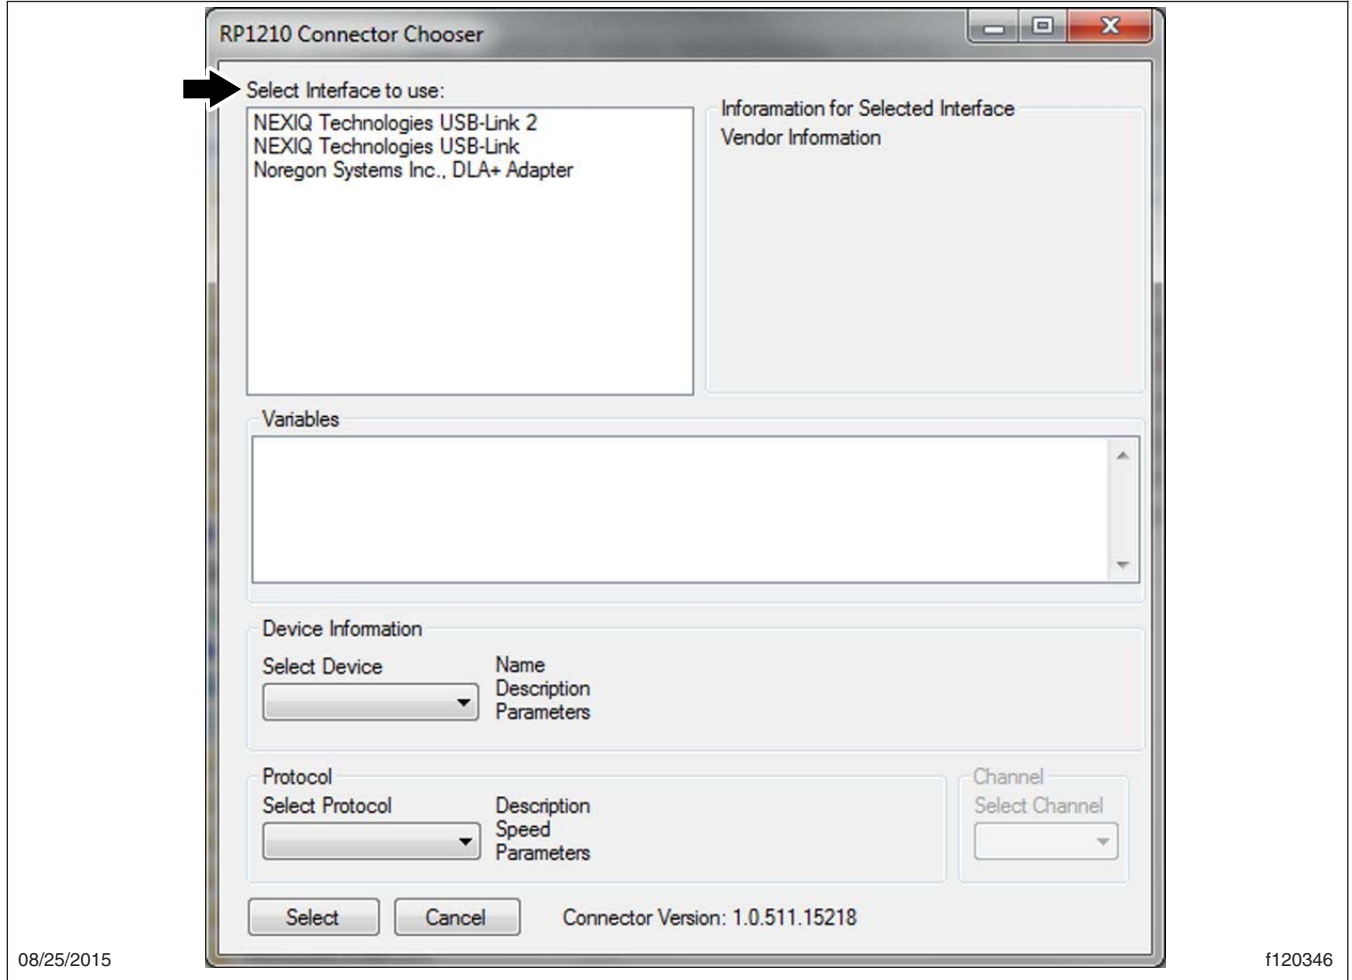 RP1210 Connector Chooser
Select Interface to use:
NEXIQ Technologies USB-Link 2
NEXIQ Technologies USB-Link
Noregon Systems Inc., DLA+ Adapter
Inforamation for Selected Interface
Vendor Information
Variables
Device Information
Select Device
Name
Description
Parameters
Protocol
Select Protocol
Description
Speed
Parameters
Channel
Select Channel
Select
Cancel
Connector Version: 1.0.511.15218
08/25/2015
f120346